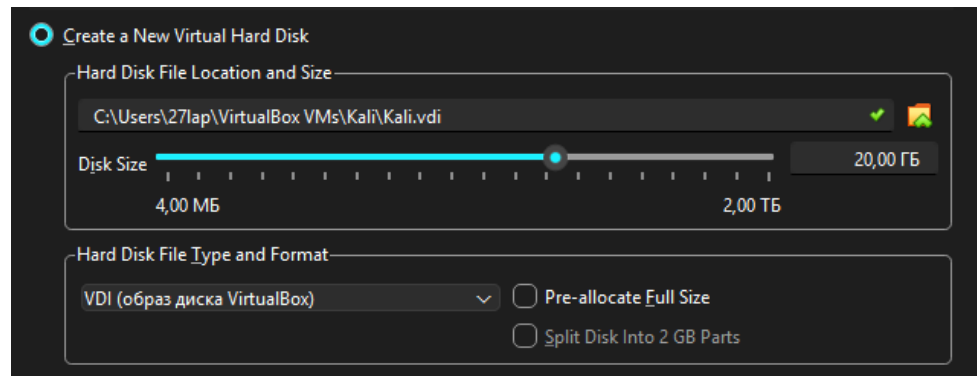 Create a New Virtual Hard Disk
Hard Disk File Location and Size
C:\Users\27lap\VirtualBox VMs\Kali\Kali.vdi
Disk Size
20,00 ГБ
4,00 МБ
2,00 ТБ
Hard Disk File Type and Format
VDI (образ диска VirtualBox)
Pre-allocate Full Size
Split Disk Into 2 GB Parts